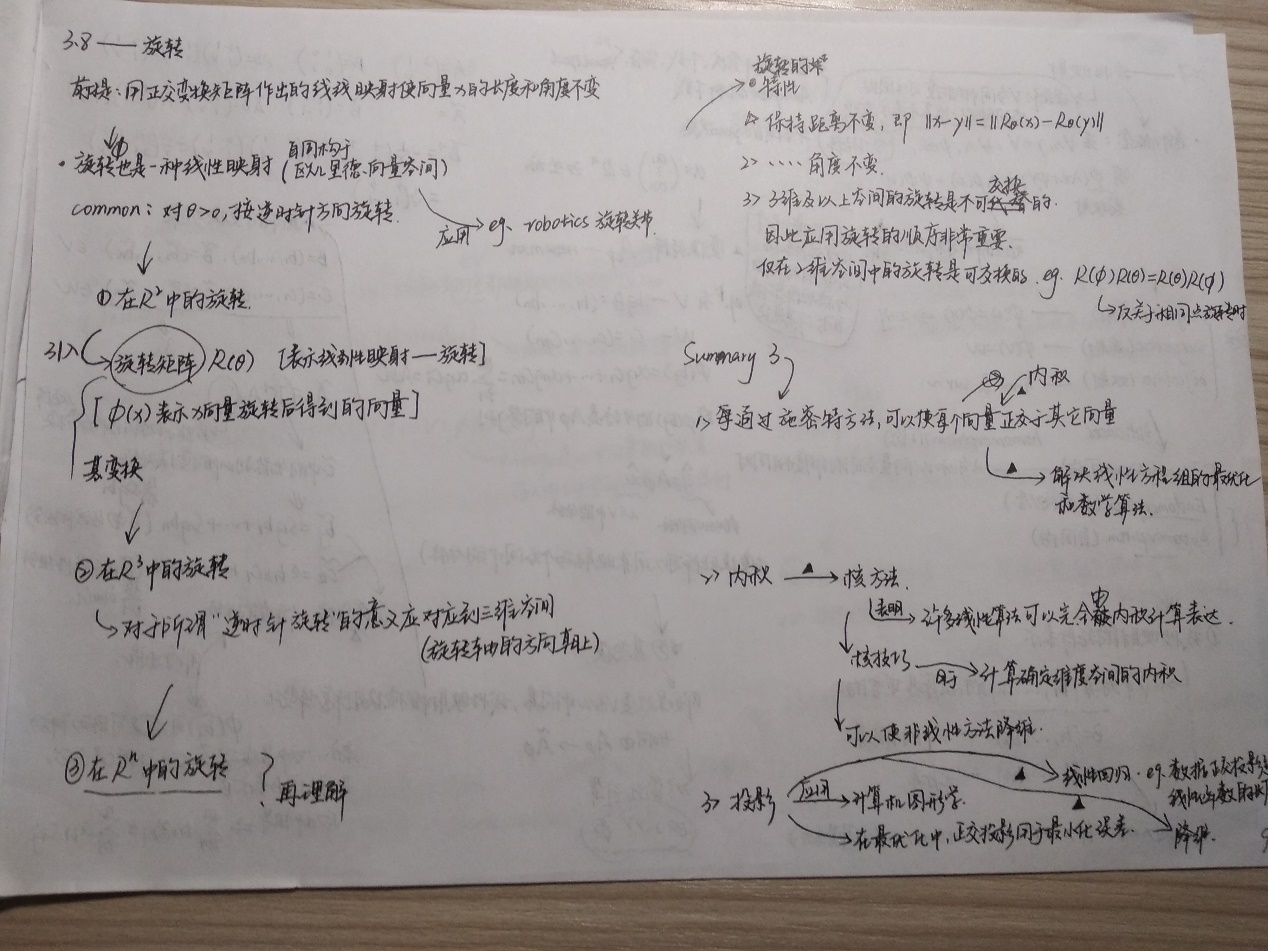 3.8 —— 旋转
前提：用正交变换矩阵作出的线线映射使向量x的长度和角度不变
· 旋转也是一种线性映射 (自同构于欧几里德向量空间)
common：对θ>0，按逆时针方向旋转.
应用 → eg. robotics 旋转关节
① 在R²中的旋转.
引入 → 旋转矩阵 R(θ) [表示线性映射—旋转]
[Φ(x)表示x向量旋转后得到的向量]
基变换
② 在R³中的旋转
对于所谓"逆时针旋转"的意义应对应到三维空间
(旋转轴的方向朝上)
③ 在Rⁿ中的旋转 ? 再理解
旋转的
特性
1> 保持距离不变，即 ||x-y||=||Rθ(x)-Rθ(y)||
2> ····角度不变.
3> 3维及以上空间的旋转是不可交换的.
因此应用旋转的顺序非常重要.
仅在2维空间中的旋转是可交换的. eg. R(φ)R(θ)=R(θ)R(φ)
仅关于相同点旋转时
Summary 3
② 内积
1> 通过施密特方法，可以使每个向量正交于其它向量
▲ → 解决线性方程组的最优化
和数学算法.
2> 内积 ▲ → 核方法.
表明 → 许多线性算法可以完全由内积计算表达.
核技巧 用于 → 计算确定维度空间的内积
可以使非线性方法降维.
▲ 线性回归. eg. 数据正交投影
线性函数的
3> 投影 应用 → 计算机图形学.
▲
在最优化中，正交投影用于最小化误差.
降维.